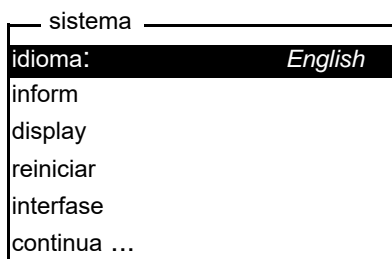 sistema
idioma: English
inform
display
reiniciar
interfase
continua ...